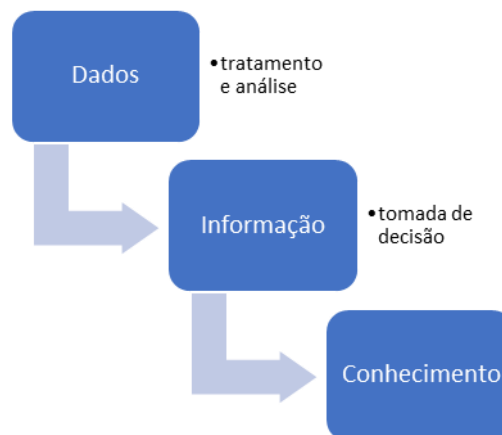 Dados
•tratamento
e análise
Informação
•tomada de
decisão
Conhecimento